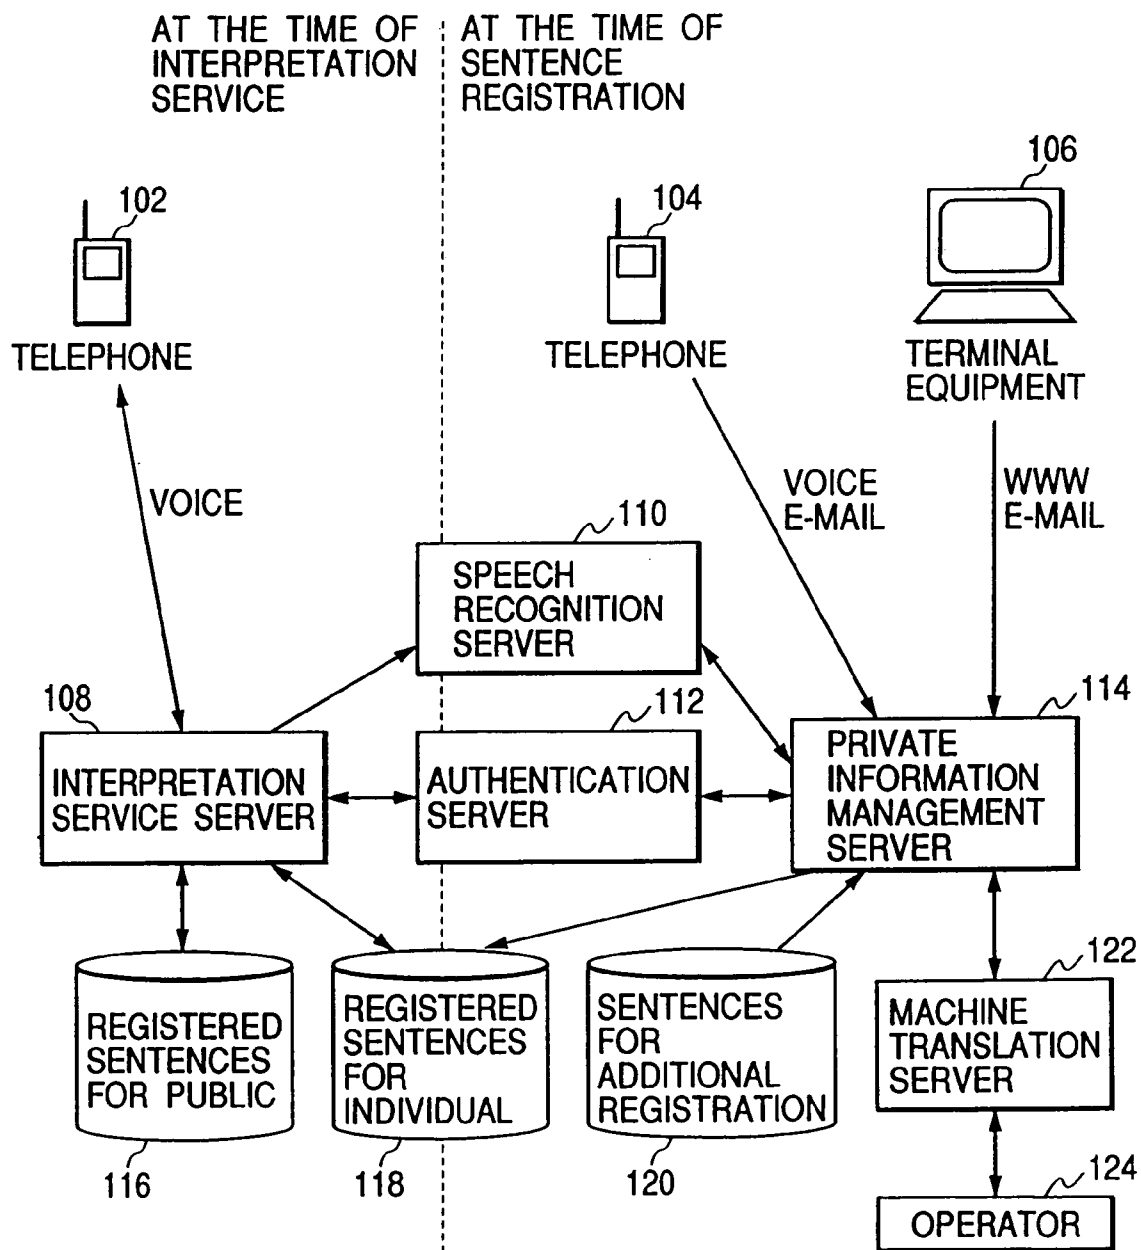 AT THE TIME OF
INTERPRETATION
SERVICE
AT THE TIME OF
SENTENCE
REGISTRATION
102
TELEPHONE
104
TELEPHONE
106
TERMINAL
EQUIPMENT
VOICE
VOICE
E-MAIL
WWW
E-MAIL
110
SPEECH
RECOGNITION
SERVER
108
INTERPRETATION
SERVICE SERVER
112
AUTHENTICATION
SERVER
114
PRIVATE
INFORMATION
MANAGEMENT
SERVER
REGISTERED
SENTENCES
FOR PUBLIC
116
REGISTERED
SENTENCES
FOR
INDIVIDUAL
118
SENTENCES
FOR
ADDITIONAL
REGISTRATION
120
122
MACHINE
TRANSLATION
SERVER
124
OPERATOR